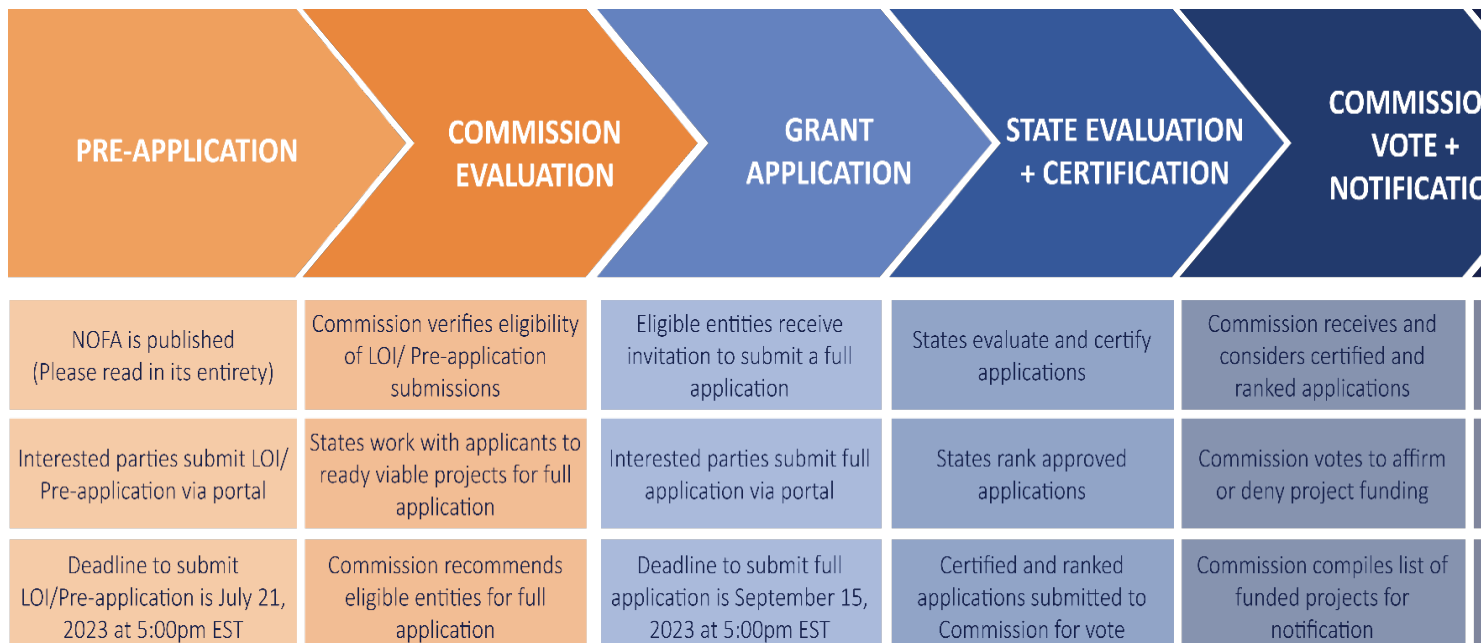 PRE-APPLICATION
COMMISSION
EVALUATION
GRANT
APPLICATION
STATE EVALUATION
+ CERTIFICATION
COMMISSIO
VOTE +
NOTIFICATIO
NOFA is published
(Please read in its entirety)
Commission verifies eligibility
of LOI/ Pre-application
submissions
Eligible entities receive
invitation to submit a full
application
States evaluate and certify
applications
Commission receives and
considers certified and
ranked applications
Interested parties submit LOI/
Pre-application via portal
States work with applicants to
ready viable projects for full
application
Interested parties submit full
application via portal
States rank approved
applications
Commission votes to affirm
or deny project funding
Deadline to submit
LOI/Pre-application is July 21,
2023 at 5:00pm EST
Commission recommends
eligible entities for full
application
Deadline to submit full
application is September 15,
2023 at 5:00pm EST
Certified and ranked
applications submitted to
Commission for vote
Commission compiles list of
funded projects for
notification